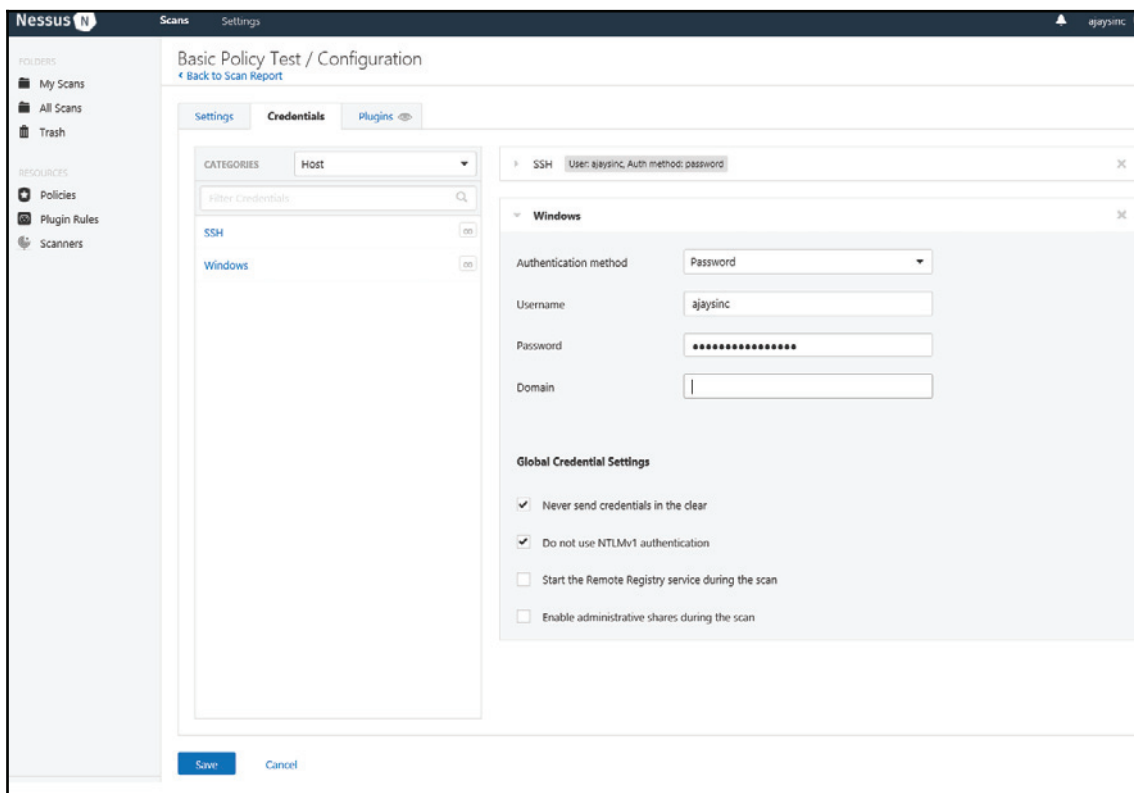 Nessus N Scans Settings ajaysinc
FOLDERS
My Scans
All Scans
Trash
RESOURCES
Policies
Plugin Rules
Scanners
Basic Policy Test / Configuration
Back to Scan Report
Settings Credentials Plugins
CATEGORIES Host
Filter Credentials
SSH ∞
Windows ∞
SSH User: ajaysinc, Auth method: password
Windows
Authentication method Password
Username ajaysinc
Password ••••••••••••••••
Domain
Global Credential Settings
Never send credentials in the clear
Do not use NTLMv1 authentication
Start the Remote Registry service during the scan
Enable administrative shares during the scan
Save Cancel